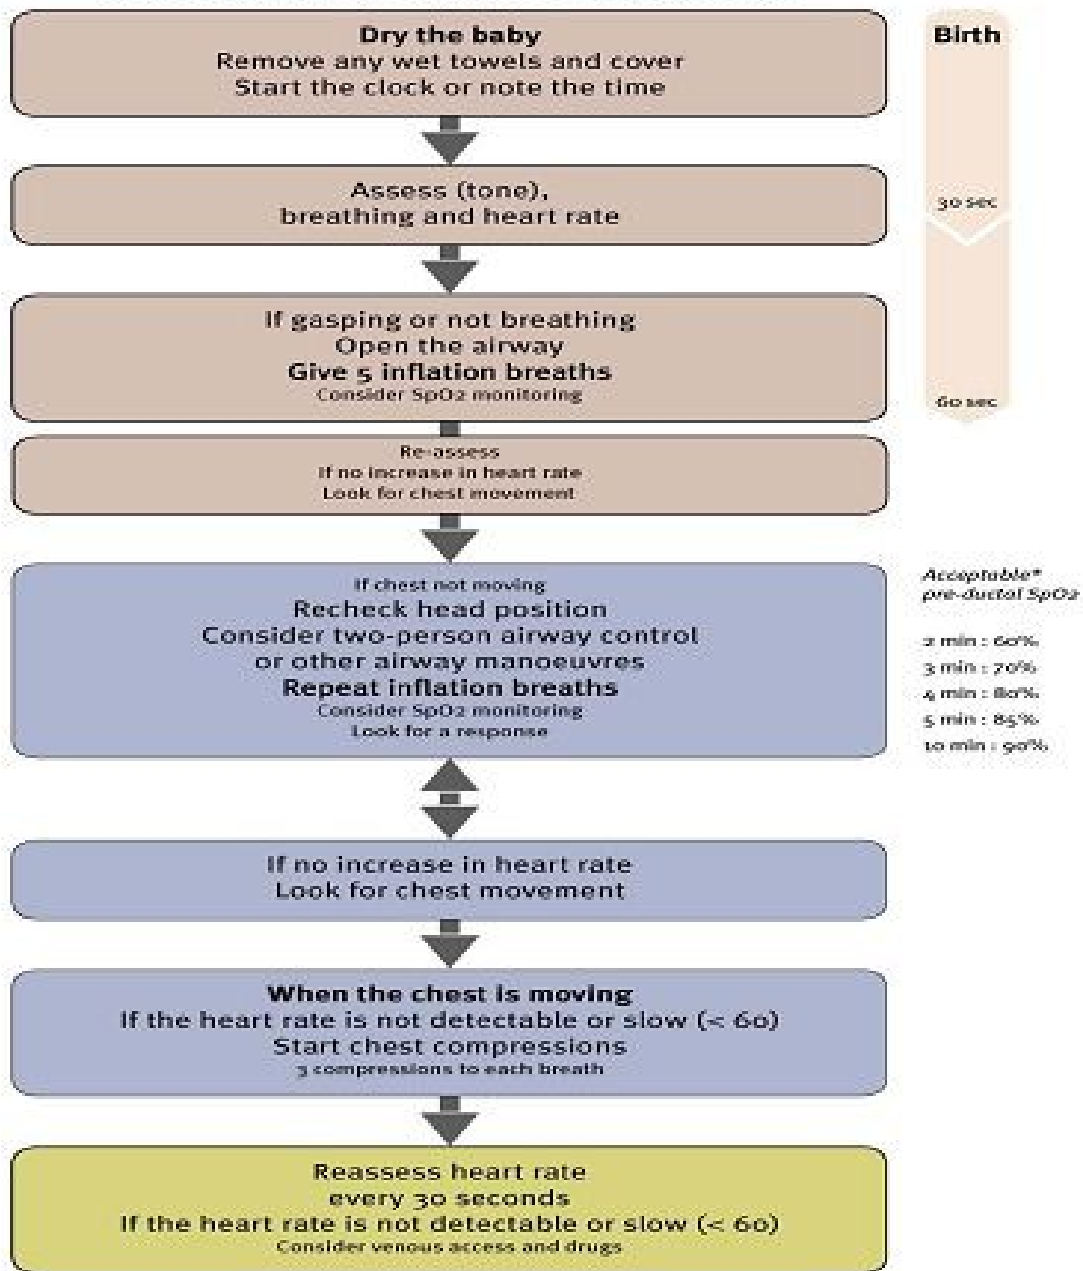 Dry the baby
Remove any wet towels and cover
Start the clock or note the time
Birth
30 sec
Assess (tone),
breathing and heart rate
If gasping or not breathing
Open the airway
Give 5 inflation breaths
Consider SpO2 monitoring
60 sec
Re-assess
If no increase in heart rate
Look for chest movement
If chest not moving
Recheck head position
Consider two-person airway control
or other airway manoeuvres
Repeat inflation breaths
Consider SpO2 monitoring
Look for a response
Acceptable*
pre-ductal SpO2
2 min : 60%
3 min : 70%
4 min : 80%
5 min : 85%
10 min : 90%
If no increase in heart rate
Look for chest movement
When the chest is moving
If the heart rate is not detectable or slow (< 60)
Start chest compressions
3 compressions to each breath
Reassess heart rate
every 30 seconds
If the heart rate is not detectable or slow (< 60)
Consider venous access and drugs